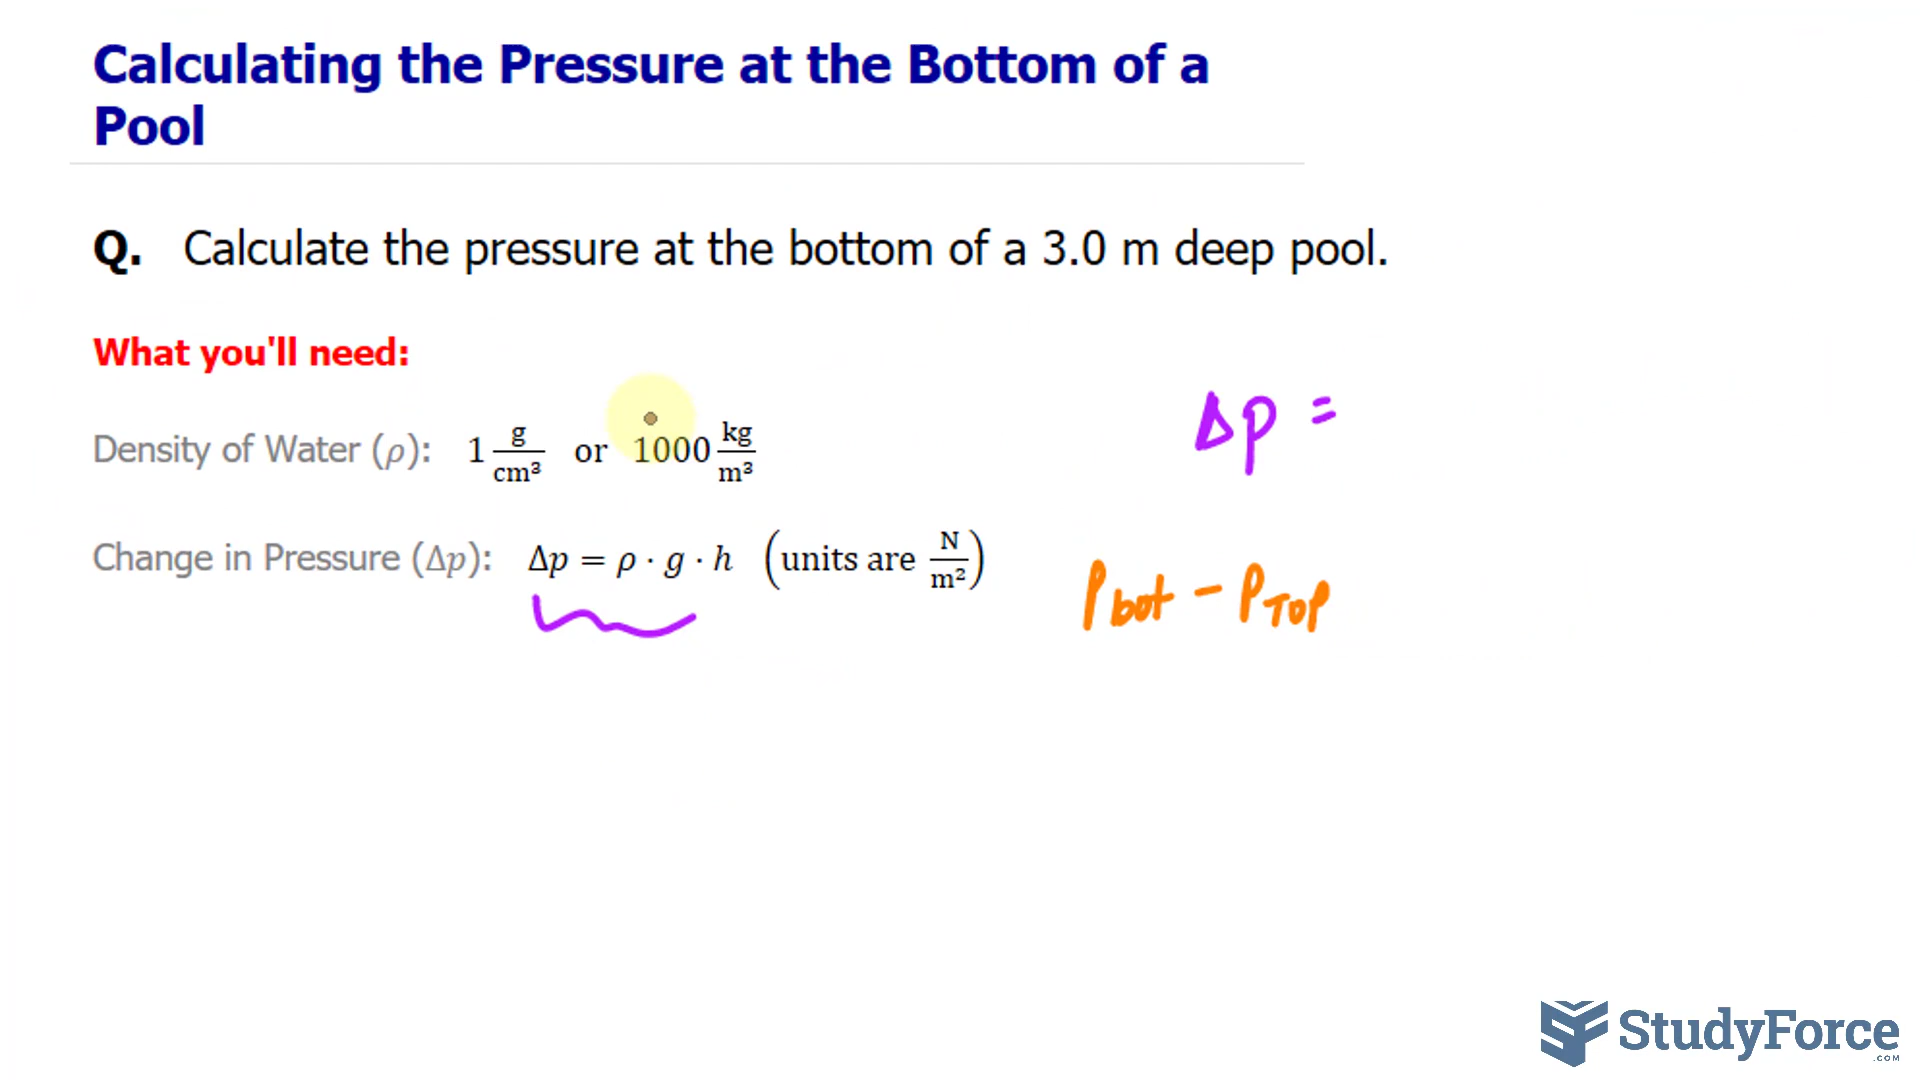 Calculating the Pressure at the Bottom of a
Pool
Q. Calculate the pressure at the bottom of a 3.0 m deep pool.
What you'll need:
Density of Water (ρ): 1 g/cm³ or 1000 kg/m³
Δp =
Change in Pressure (Δp): Δp = ρ · g · h (units are N/m²)
Pbot - PTop
StudyForce
.COM